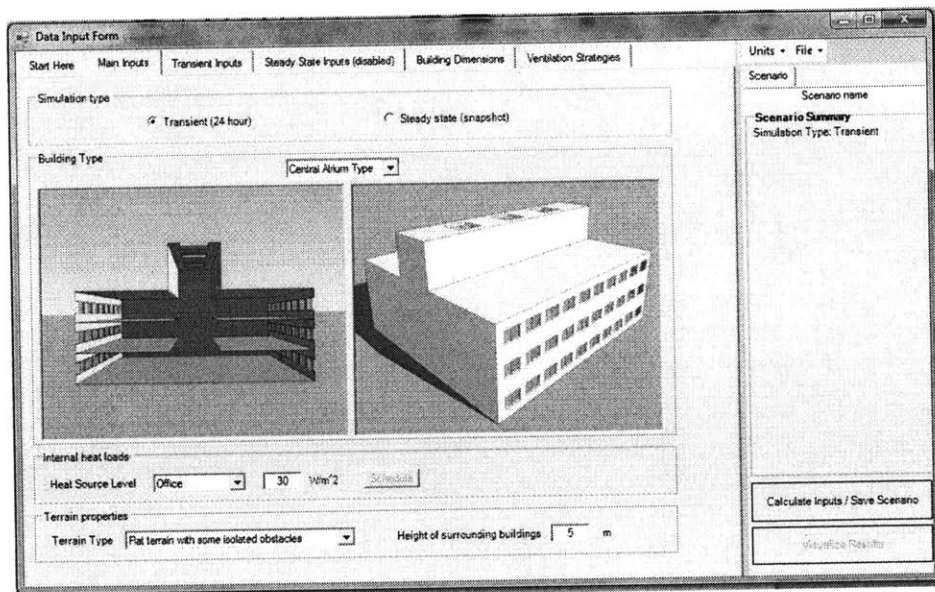 Data Input Form
Start Here Main Inputs Transient Inputs Steady State Inputs (disabled) Building Dimensions Ventilation Strategies
Units File
Scenario
Scenario name
Scenario Summary
Simulation Type: Transient
Simulation type
Transient (24 hour) Steady state (snapshot)
Building Type
Central Atrium Type
Internal heat loads
Heat Source Level Office 30 W/m^2 Schedule
Terrain properties
Terrain Type Flat terrain with some isolated obstacles Height of surrounding buildings 5 m
Calculate Inputs / Save Scenario
Visualize Results